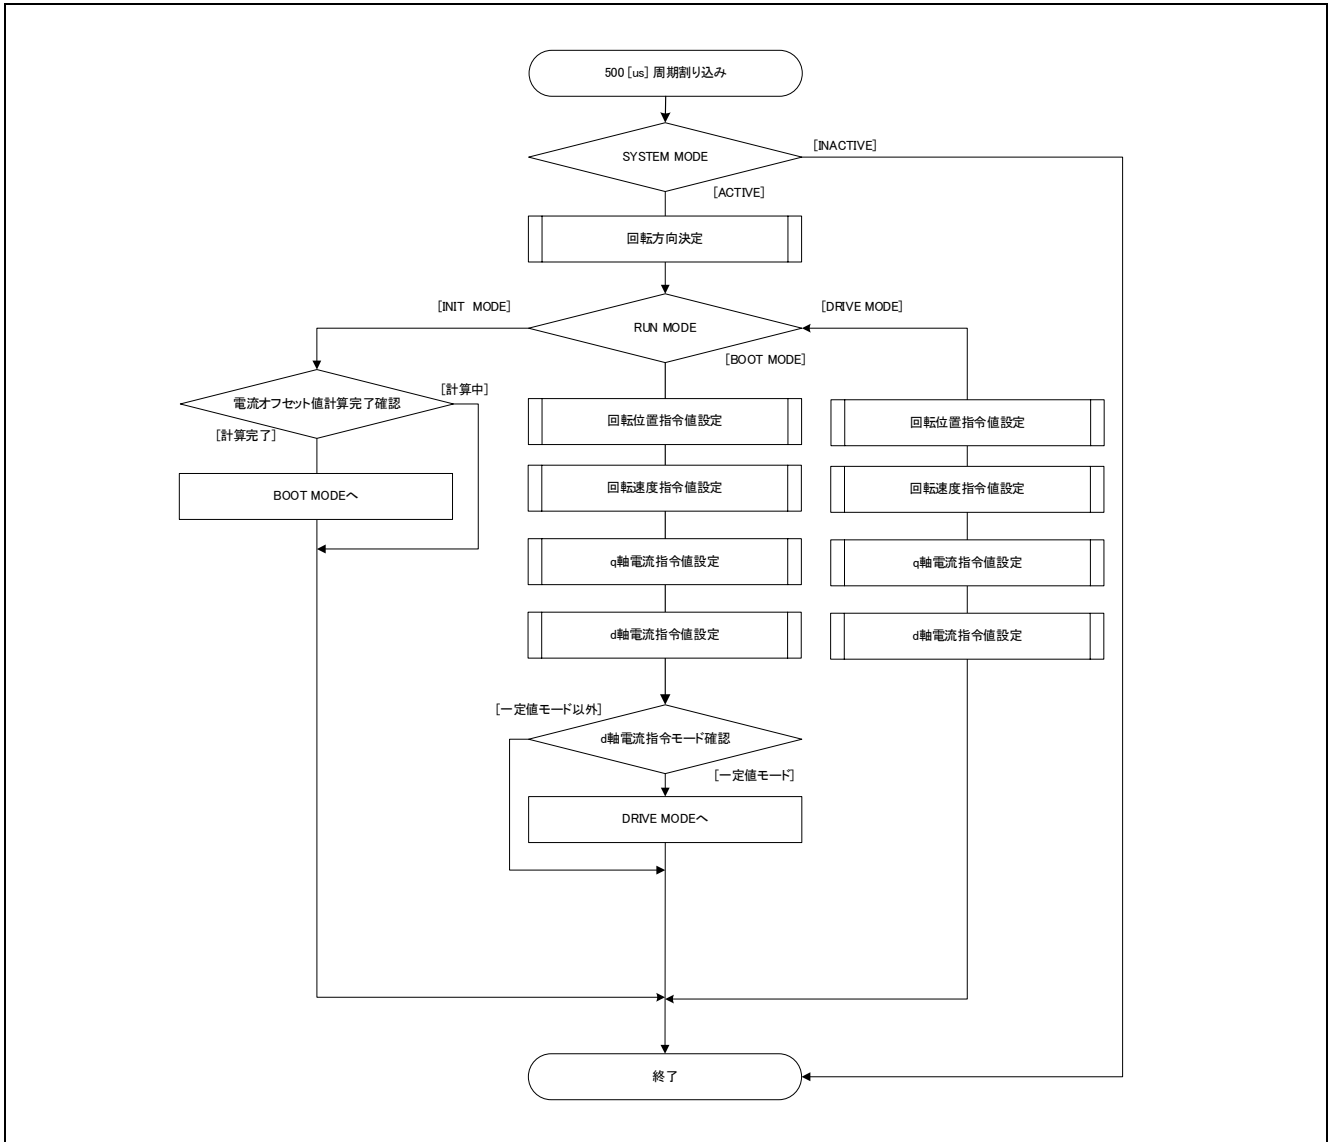 500 [us] 周期割り込み
SYSTEM MODE
[INACTIVE]
[ACTIVE]
回転方向決定
[INIT MODE]
[DRIVE MODE]
RUN MODE
[BOOT MODE]
電流オフセット値計算完了確認
[計算中]
[計算完了]
BOOT MODEへ
回転位置指令値設定
回転速度指令値設定
q軸電流指令値設定
d軸電流指令値設定
回転位置指令値設定
回転速度指令値設定
q軸電流指令値設定
d軸電流指令値設定
[一定値モード以外]
d軸電流指令モード確認
[一定値モード]
DRIVE MODEへ
終了